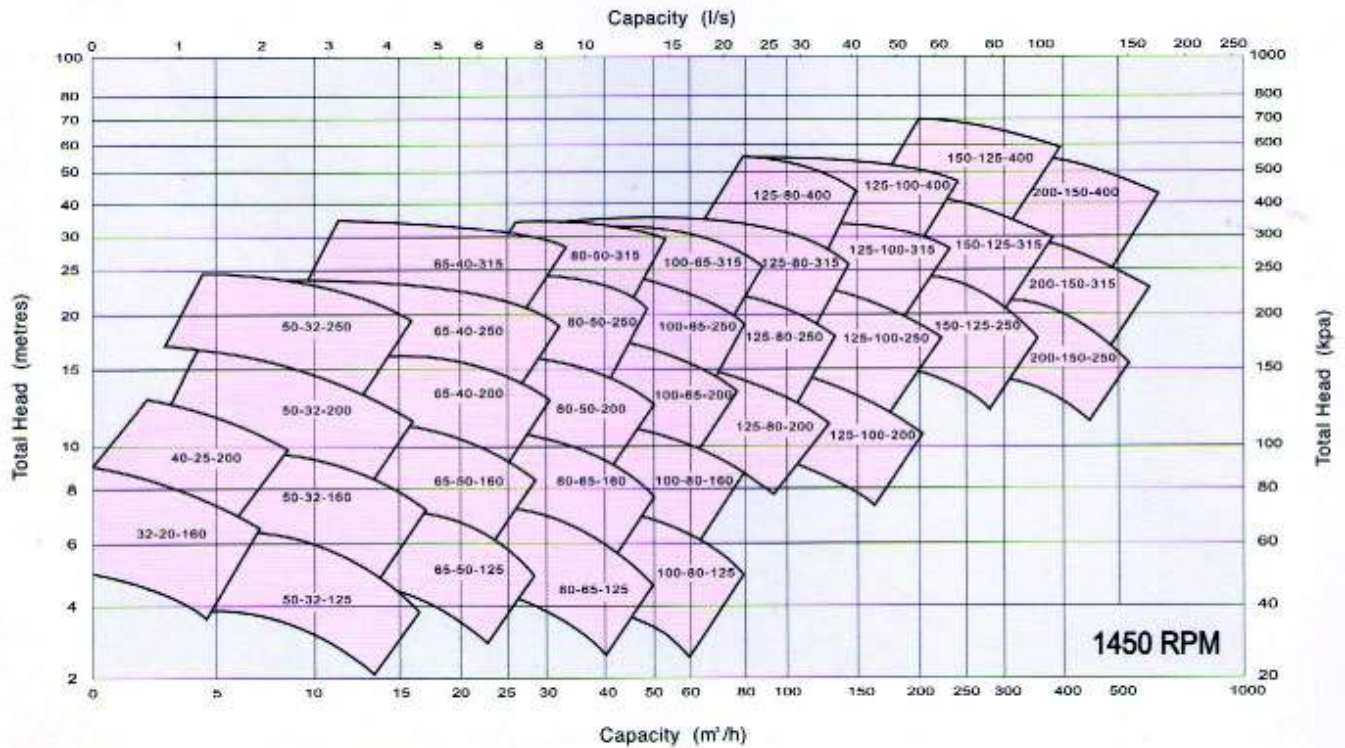 Capacity (l/s)
0 1 2 3 4 5 6 8 10 15 20 25 30 40 50 60 80 100 150 200 250
100 1000
80 800
70 700
60 600
50 500
40 400
30 300
25 250
20 200
15 150
10 100
8 80
6 60
4 40
2 20
Total Head (metres)
Total Head (kpa)
150-125-400
125-80-400 125-100-400 200-150-400
65-40-315 80-50-315 100-65-315 125-80-315 125-100-315 150-125-315
200-150-315
50-32-250 65-40-250 80-50-250 100-65-250 125-80-250 125-100-250 150-125-250
200-150-250
50-32-200 65-40-200 80-50-200 100-65-200 125-80-200 125-100-200
40-25-200
50-32-160 65-50-160 80-65-160 100-80-160
32-20-160
50-32-125 65-50-125 80-65-125 100-80-125
1450 RPM
0 5 10 15 20 25 30 40 50 60 80 100 150 200 250 300 400 500 1000
Capacity (m³/h)